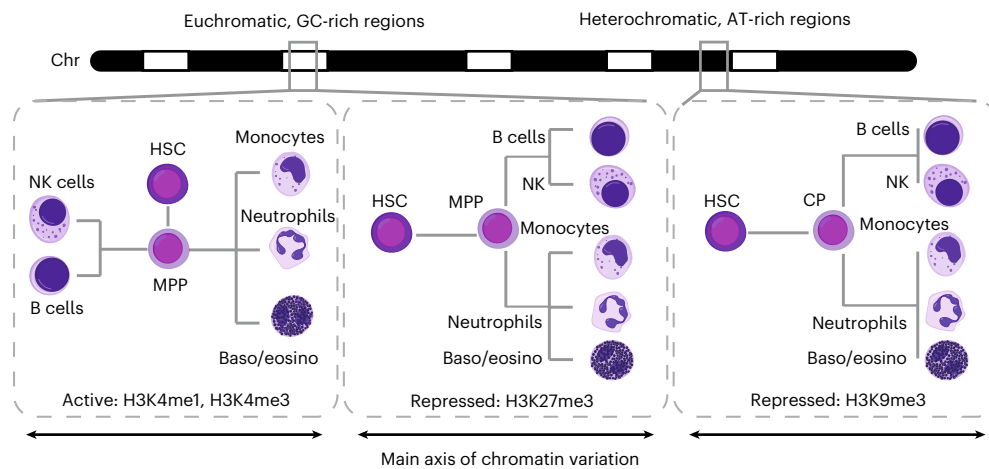 Euchromatic, GC-rich regions
Heterochromatic, AT-rich regions
Chr
HSC
Monocytes
NK cells
Neutrophils
MPP
B cells
Baso/eosino
Active: H3K4me1, H3K4me3
B cells
NK
HSC
MPP
Monocytes
Neutrophils
Baso/eosino
Repressed: H3K27me3
B cells
NK
HSC
CP
Monocytes
Neutrophils
Baso/eosino
Repressed: H3K9me3
Main axis of chromatin variation